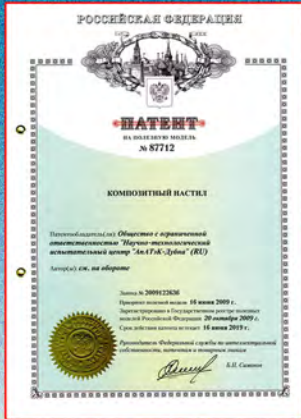 РОССИЙСКАЯ ФЕДЕРАЦИЯ
ПАТЕНТ
НА ПОЛЕЗНУЮ МОДЕЛЬ
№ 87712
КОМПОЗИТНЫЙ НАСТИЛ
Патентообладатель(ли): Общество с ограниченной
ответственностью "Научно-технологический
испытательный центр "АпАТэК-Дубна" (RU)
Автор(ы): см. на обороте
Заявка № 2009122636
Приоритет полезной модели 16 июня 2009 г.
Зарегистрировано в Государственном реестре полезных
моделей Российской Федерации 20 октября 2009 г.
Срок действия патента истекает 16 июня 2019 г.
Руководитель Федеральной службы по интеллектуальной
собственности, патентам и товарным знакам
Б.П. Симонов